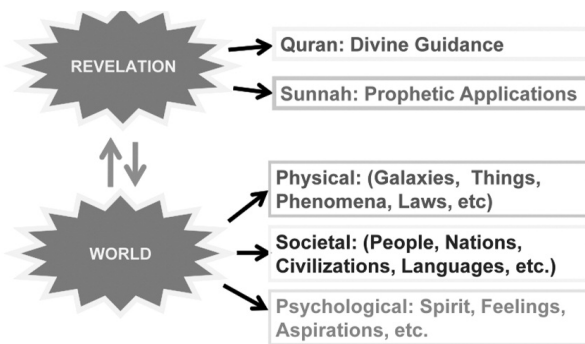 REVELATION
Quran: Divine Guidance
Sunnah: Prophetic Applications
WORLD
Physical: (Galaxies, Things,
Phenomena, Laws, etc)
Societal: (People, Nations,
Civilizations, Languages, etc.)
Psychological: Spirit, Feelings,
Aspirations, etc.